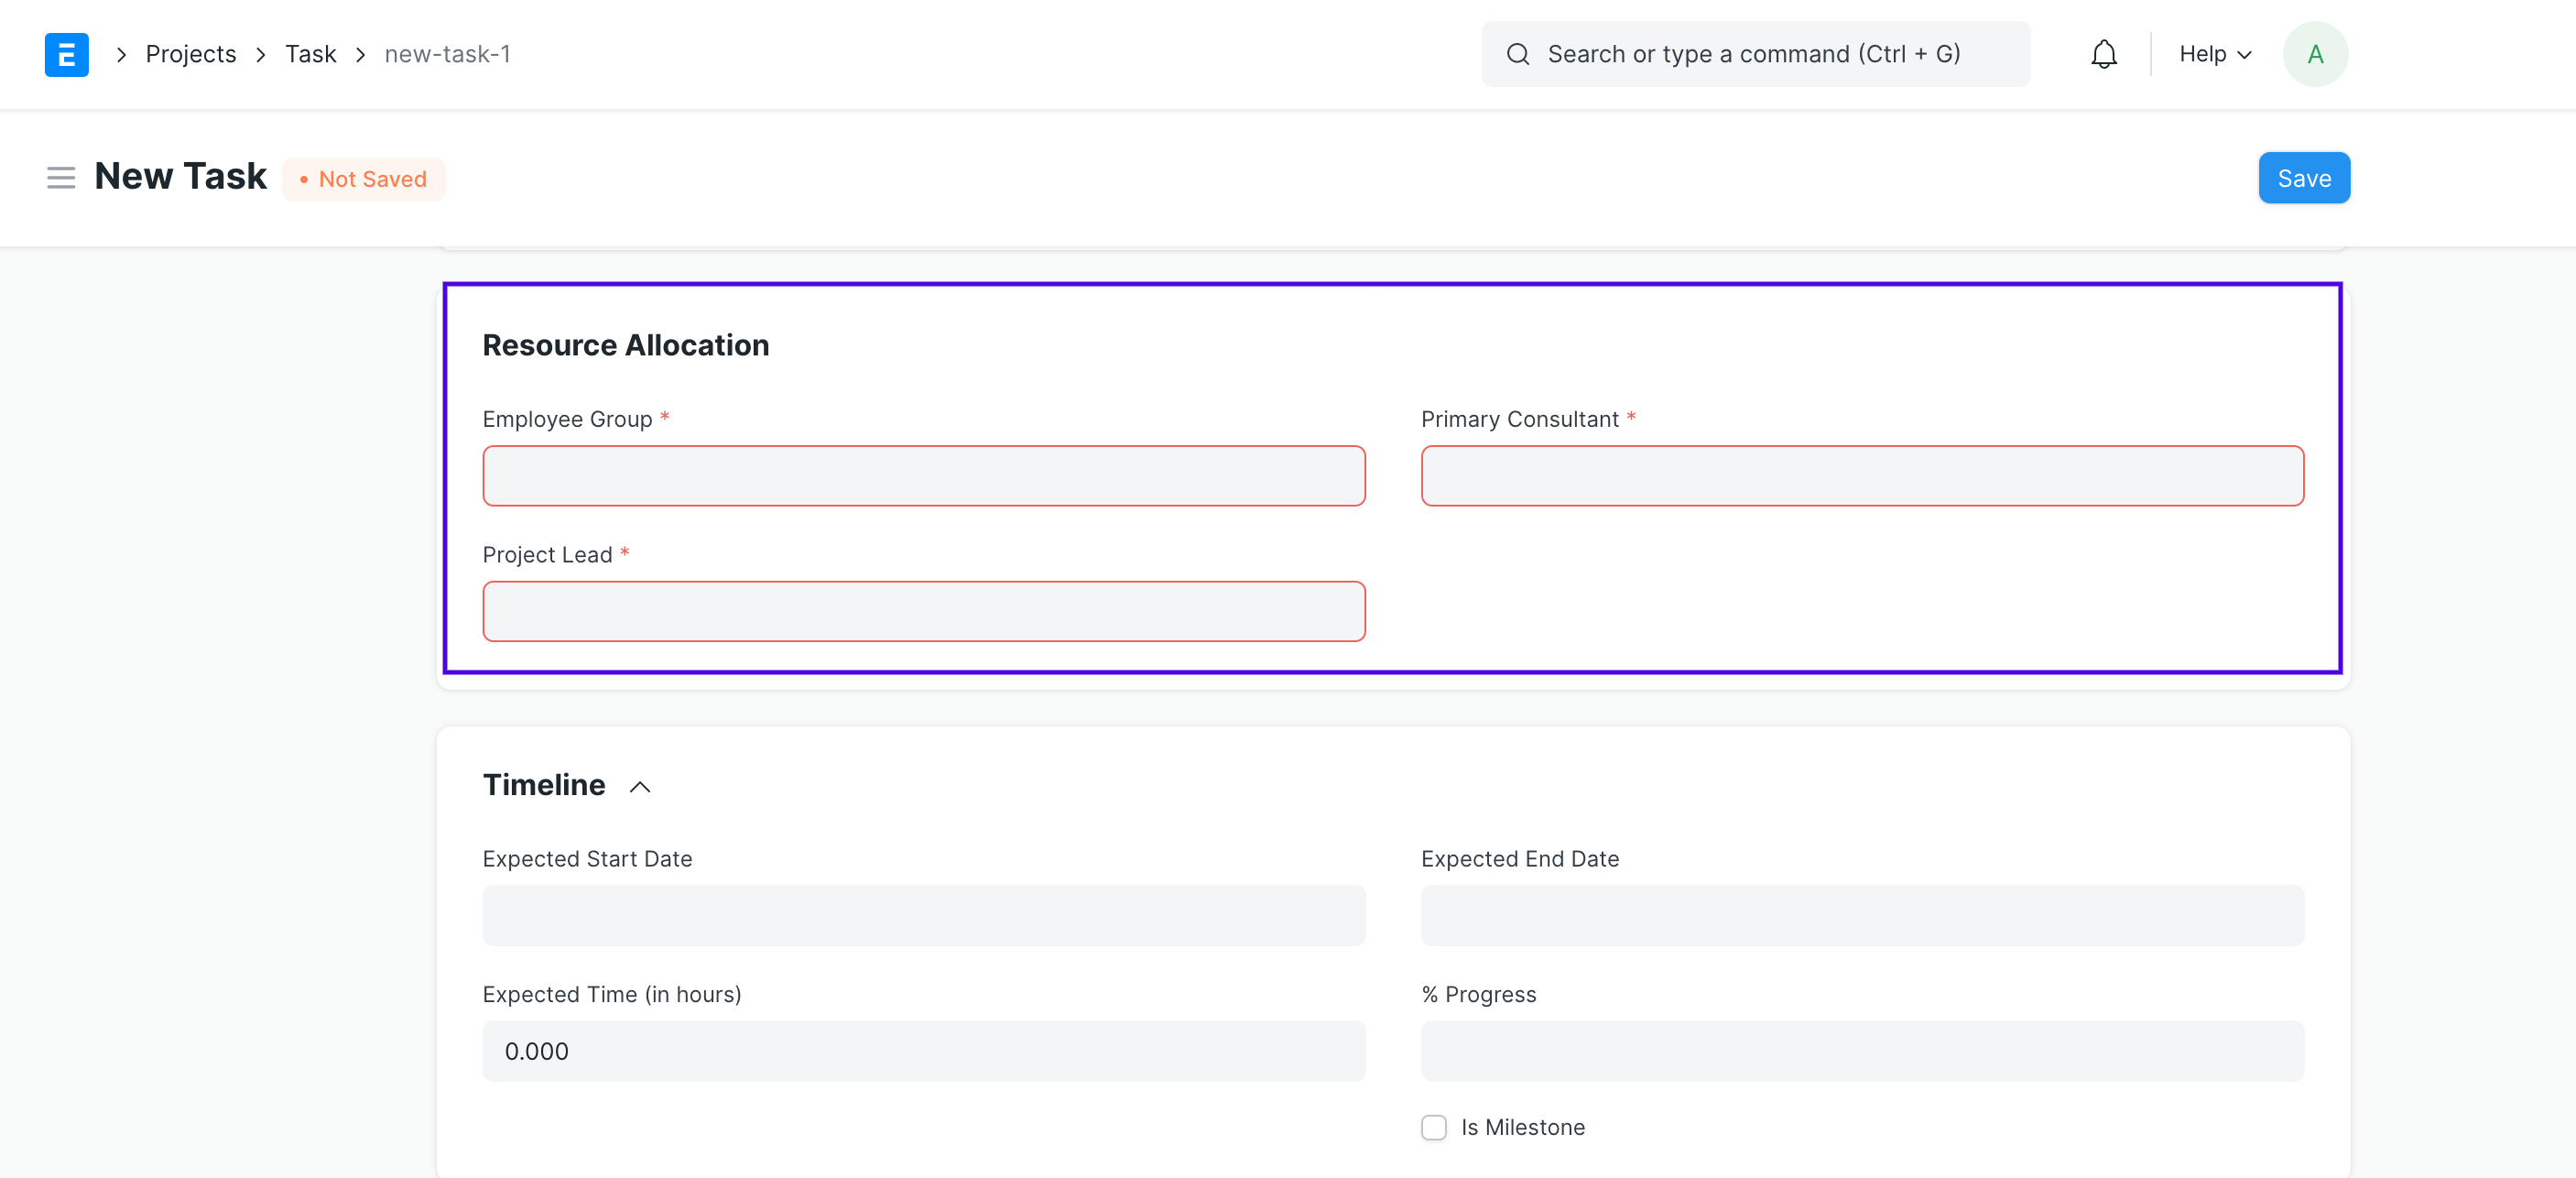 E > Projects > Task > new-task-1 Search or type a command (Ctrl + G) Help A
New Task • Not Saved Save
Resource Allocation
Employee Group * Primary Consultant *
Project Lead *
Timeline
Expected Start Date Expected End Date
Expected Time (in hours) % Progress
0.000
Is Milestone